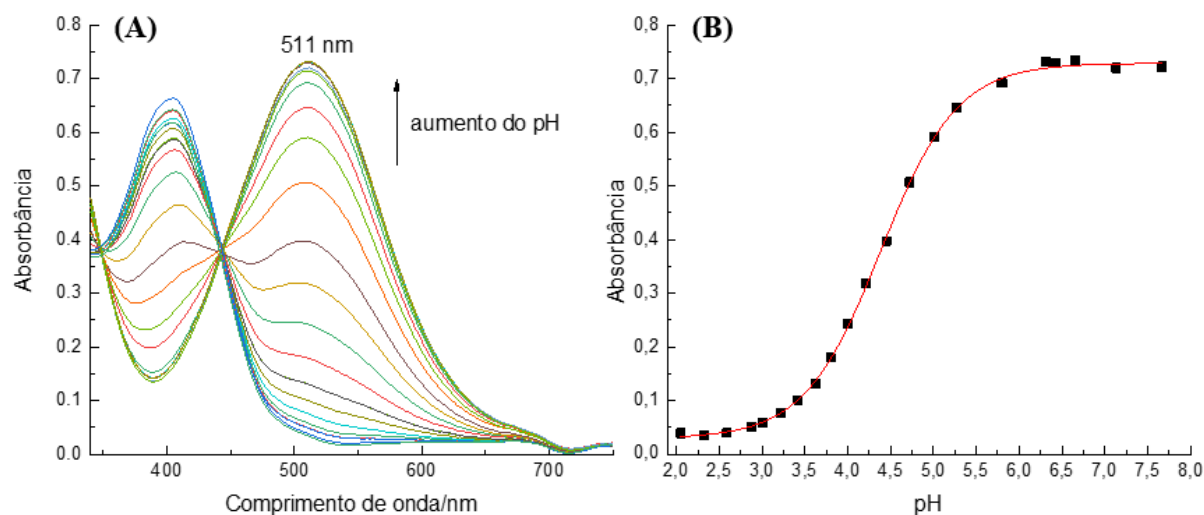 (A)
511 nm
aumento do pH
Absorbância
0.8
0.7
0.6
0.5
0.4
0.3
0.2
0.1
0.0
400
500
600
700
Comprimento de onda/nm
(B)
Absorbância
0,8
0,7
0,6
0,5
0,4
0,3
0,2
0,1
0,0
2,0 2,5 3,0 3,5 4,0 4,5 5,0 5,5 6,0 6,5 7,0 7,5 8,0
pH